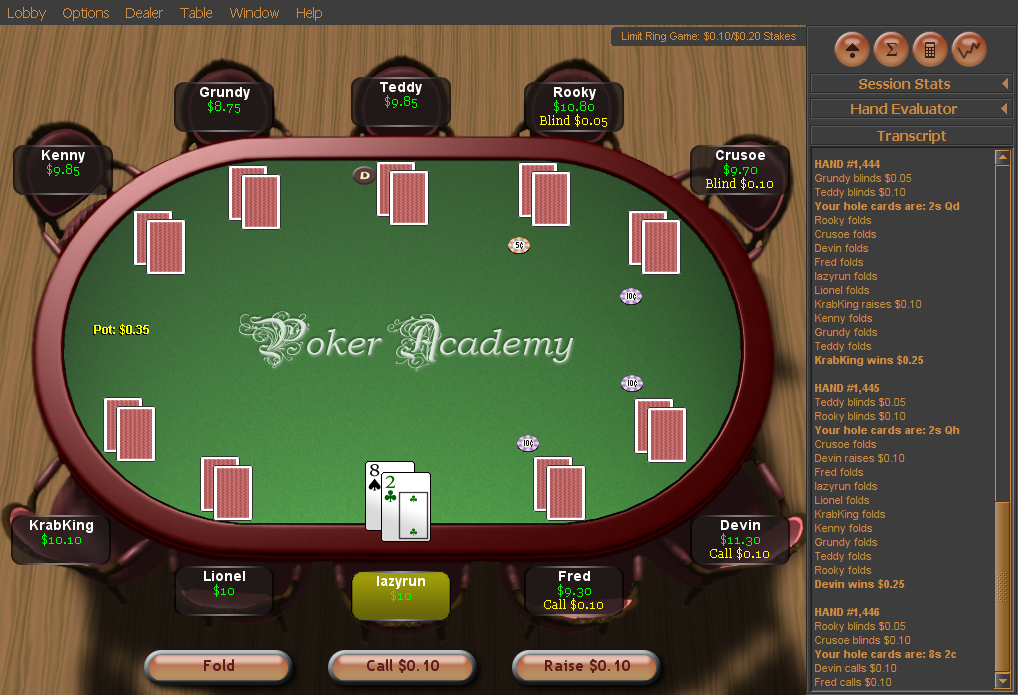 Lobby Options Dealer Table Window Help
Limit Ring Game: $0.10/$0.20 Stakes
Grundy
$8.75
Teddy
$9.85
Rooky
$10.80
Blind $0.05
Kenny
$9.85
Crusoe
$9.70
Blind $0.10
D
5¢
10¢
Pot: $0.35
Poker Academy
10¢
10¢
8
2
KrabKing
$10.10
Devin
$11.30
Call $0.10
Lionel
$10
lazyrun
$10
Fred
$9.30
Call $0.10
Fold
Call $0.10
Raise $0.10
Σ
Session Stats
Hand Evaluator
Transcript
HAND #1,444
Grundy blinds $0.05
Teddy blinds $0.10
Your hole cards are: 2s Qd
Rooky folds
Crusoe folds
Devin folds
Fred folds
lazyrun folds
Lionel folds
KrabKing raises $0.10
Kenny folds
Grundy folds
Teddy folds
KrabKing wins $0.25
HAND #1,445
Teddy blinds $0.05
Rooky blinds $0.10
Your hole cards are: 2s Qh
Crusoe folds
Devin raises $0.10
Fred folds
lazyrun folds
Lionel folds
KrabKing folds
Kenny folds
Grundy folds
Teddy folds
Rooky folds
Devin wins $0.25
HAND #1,446
Rooky blinds $0.05
Crusoe blinds $0.10
Your hole cards are: 8s 2c
Devin calls $0.10
Fred calls $0.10